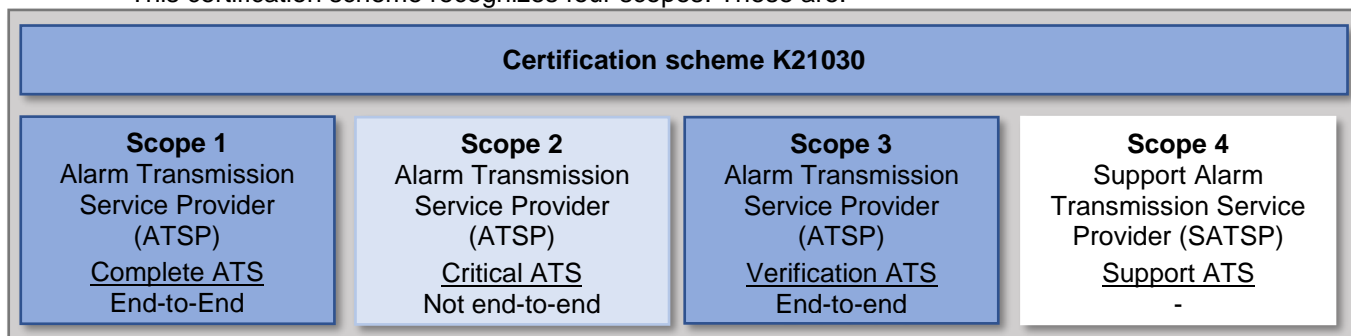 This certification scheme recognizes four scopes. These are:
Certification scheme K21030
Scope 1
Alarm Transmission
Service Provider
(ATSP)
Complete ATS
End-to-End
Scope 2
Alarm Transmission
Service Provider
(ATSP)
Critical ATS
Not end-to-end
Scope 3
Alarm Transmission
Service Provider
(ATSP)
Verification ATS
End-to-end
Scope 4
Support Alarm
Transmission Service
Provider (SATSP)
Support ATS
-